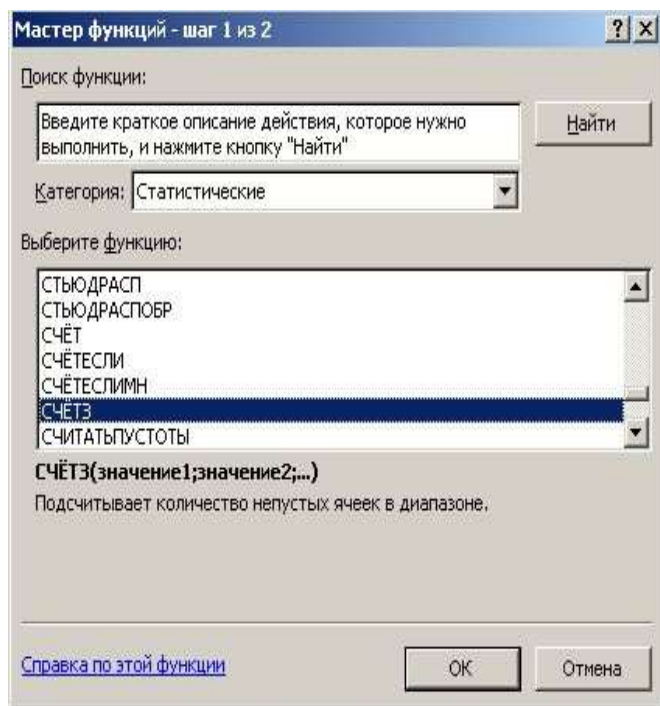 Мастер функций - шаг 1 из 2
Поиск функции:
Введите краткое описание действия, которое нужно
выполнить, и нажмите кнопку "Найти"
Найти
Категория: Статистические
Выберите функцию:
СТЬЮДРАСП
СТЬЮДРАСПОБР
СЧЁТ
СЧЁТЕСЛИ
СЧЁТЕСЛИМН
СЧЁТЗ
СЧИТАТЬПУСТОТЫ
СЧЁТЗ(значение1;значение2;...)
Подсчитывает количество непустых ячеек в диапазоне.
Справка по этой функции
ОК
Отмена